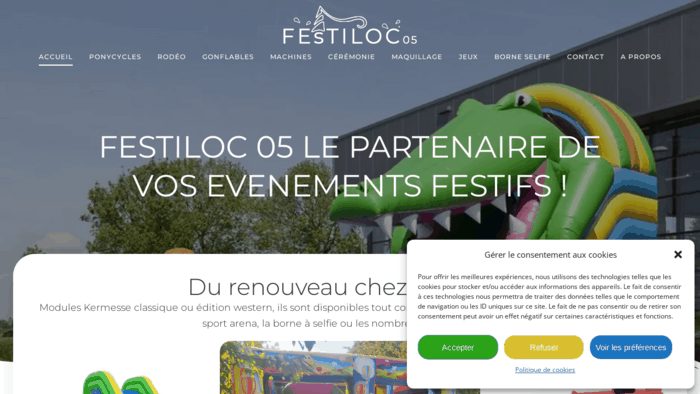 FESTILOC 05
ACCUEIL PONYCYCLES RODÉO GONFLABLES MACHINES CÉRÉMONIE MAQUILLAGE JEUX BORNE SELFIE CONTACT A PROPOS
FESTILOC 05 LE PARTENAIRE DE
VOS EVENEMENTS FESTIFS !
Du renouveau chez
Modules Kermesse classique ou édition western, ils sont disponibles tout
sport arena, la borne à selfie ou les
Gérer le consentement aux cookies
Pour offrir les meilleures expériences, nous utilisons des technologies telles que les
cookies pour stocker et/ou accéder aux informations des appareils. Le fait de consentir
à ces technologies nous permettra de traiter des données telles que le comportement
de navigation ou les ID uniques sur ce site. Le fait de ne pas consentir ou de retirer son
consentement peut avoir un effet négatif sur certaines caractéristiques et fonctions.
Accepter Refuser Voir les préférences
Politique de cookies